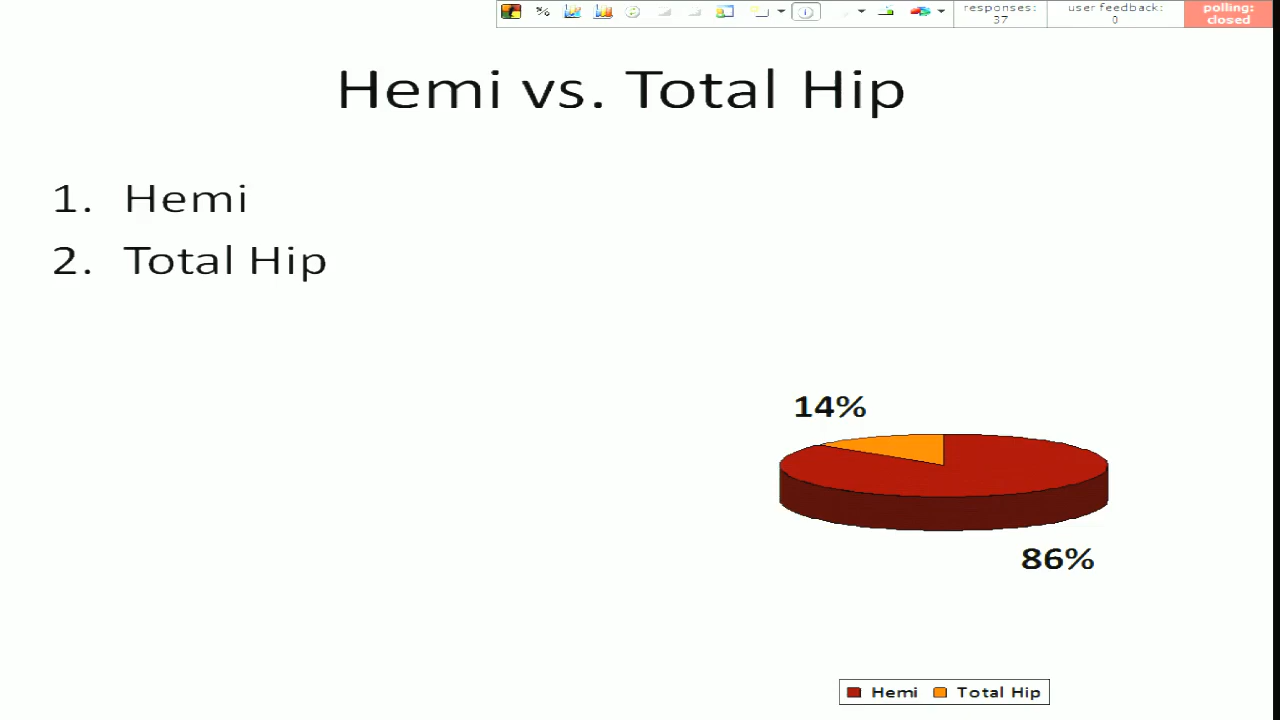 responses:
37
user feedback:
0
polling:
closed
Hemi vs. Total Hip
1. Hemi
2. Total Hip
14%
86%
Hemi Total Hip